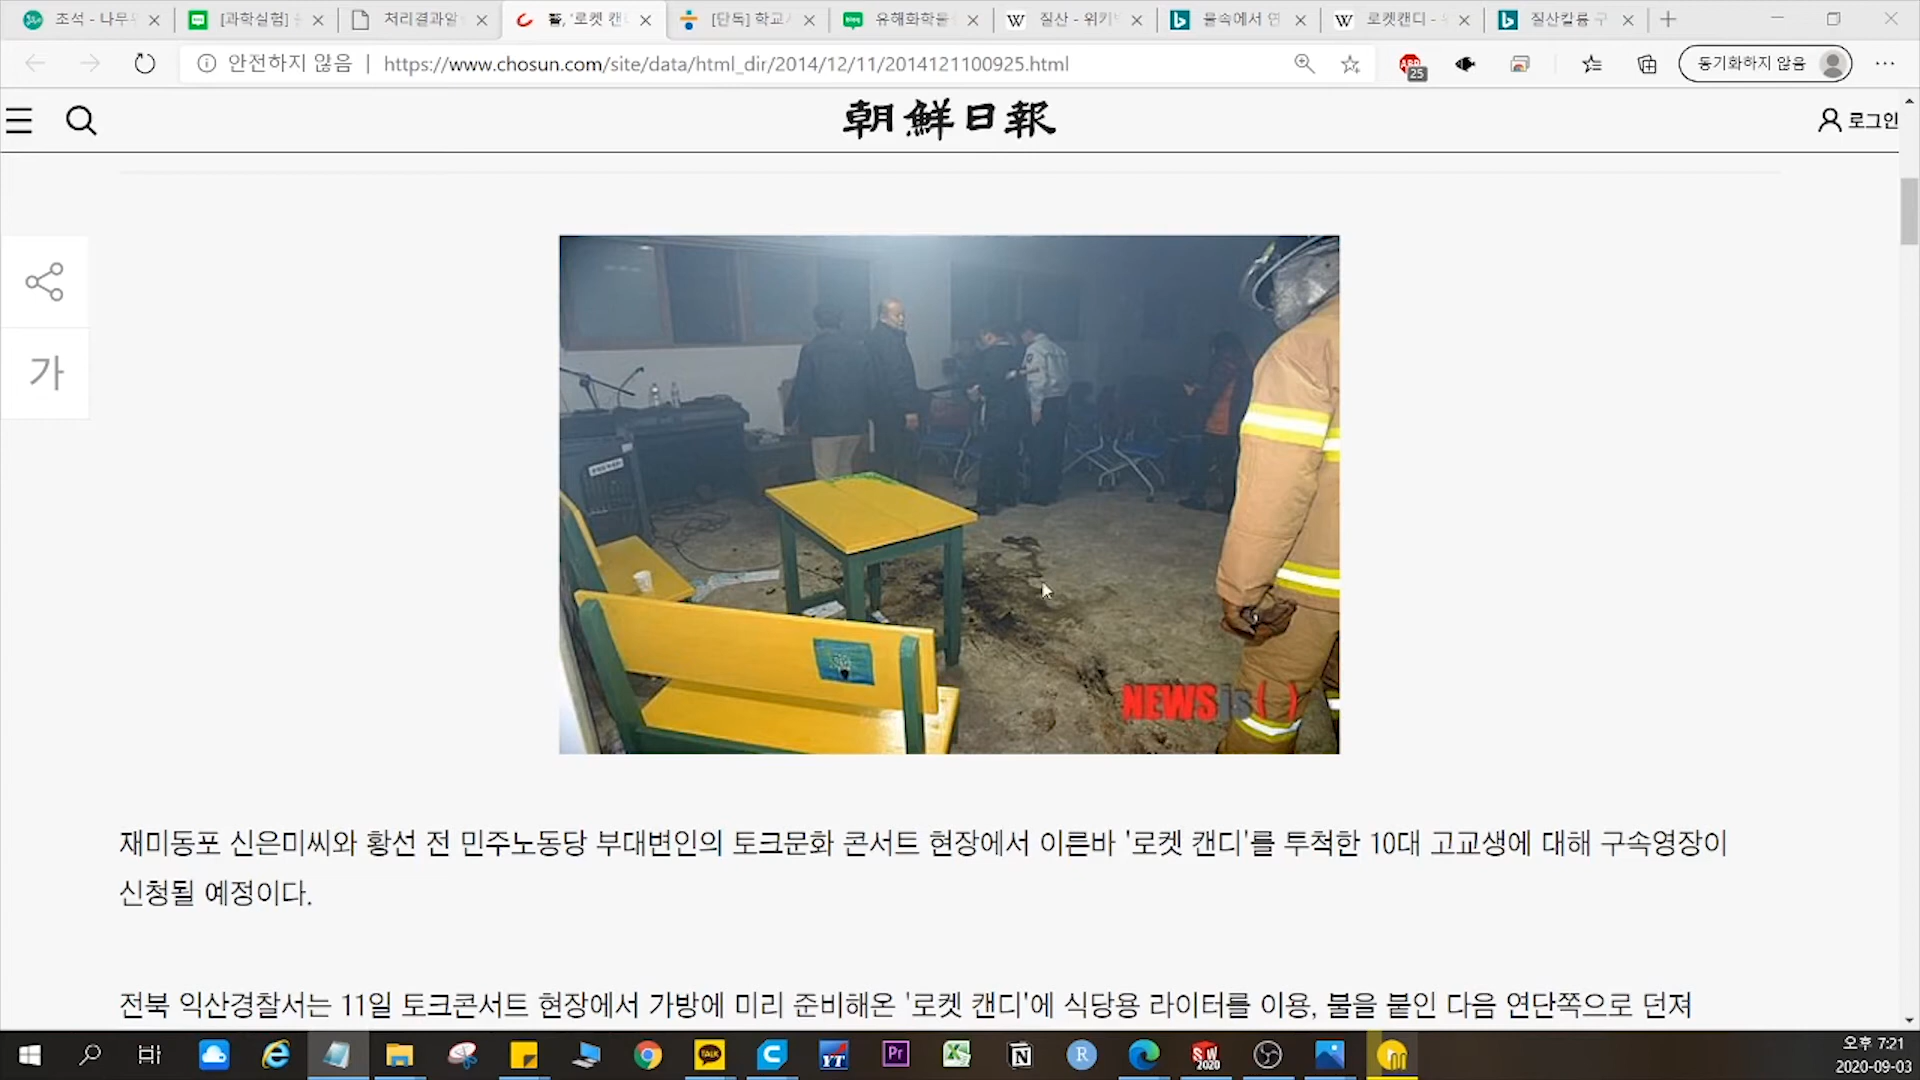 조석 - 나무
[과학실험]
처리결과알
펑, '로켓 캔
[단독] 학교
유해화학물
질산 - 위키
물속에서 연
로켓캔디 -
질산칼륨 구
안전하지 않음 | https://www.chosun.com/site/data/html_dir/2014/12/11/2014121100925.html
25
동기화하지 않음
朝鮮日報
로그인
가
NEWSis ( )
재미동포 신은미씨와 황선 전 민주노동당 부대변인의 토크문화 콘서트 현장에서 이른바 '로켓 캔디'를 투척한 10대 고교생에 대해 구속영장이
신청될 예정이다.
전북 익산경찰서는 11일 토크콘서트 현장에서 가방에 미리 준비해온 '로켓 캔디'에 식당용 라이터를 이용, 불을 붙인 다음 연단쪽으로 던져
TALK
YT
Pr
N
R
SW
2020
오후 7:21
2020-09-03